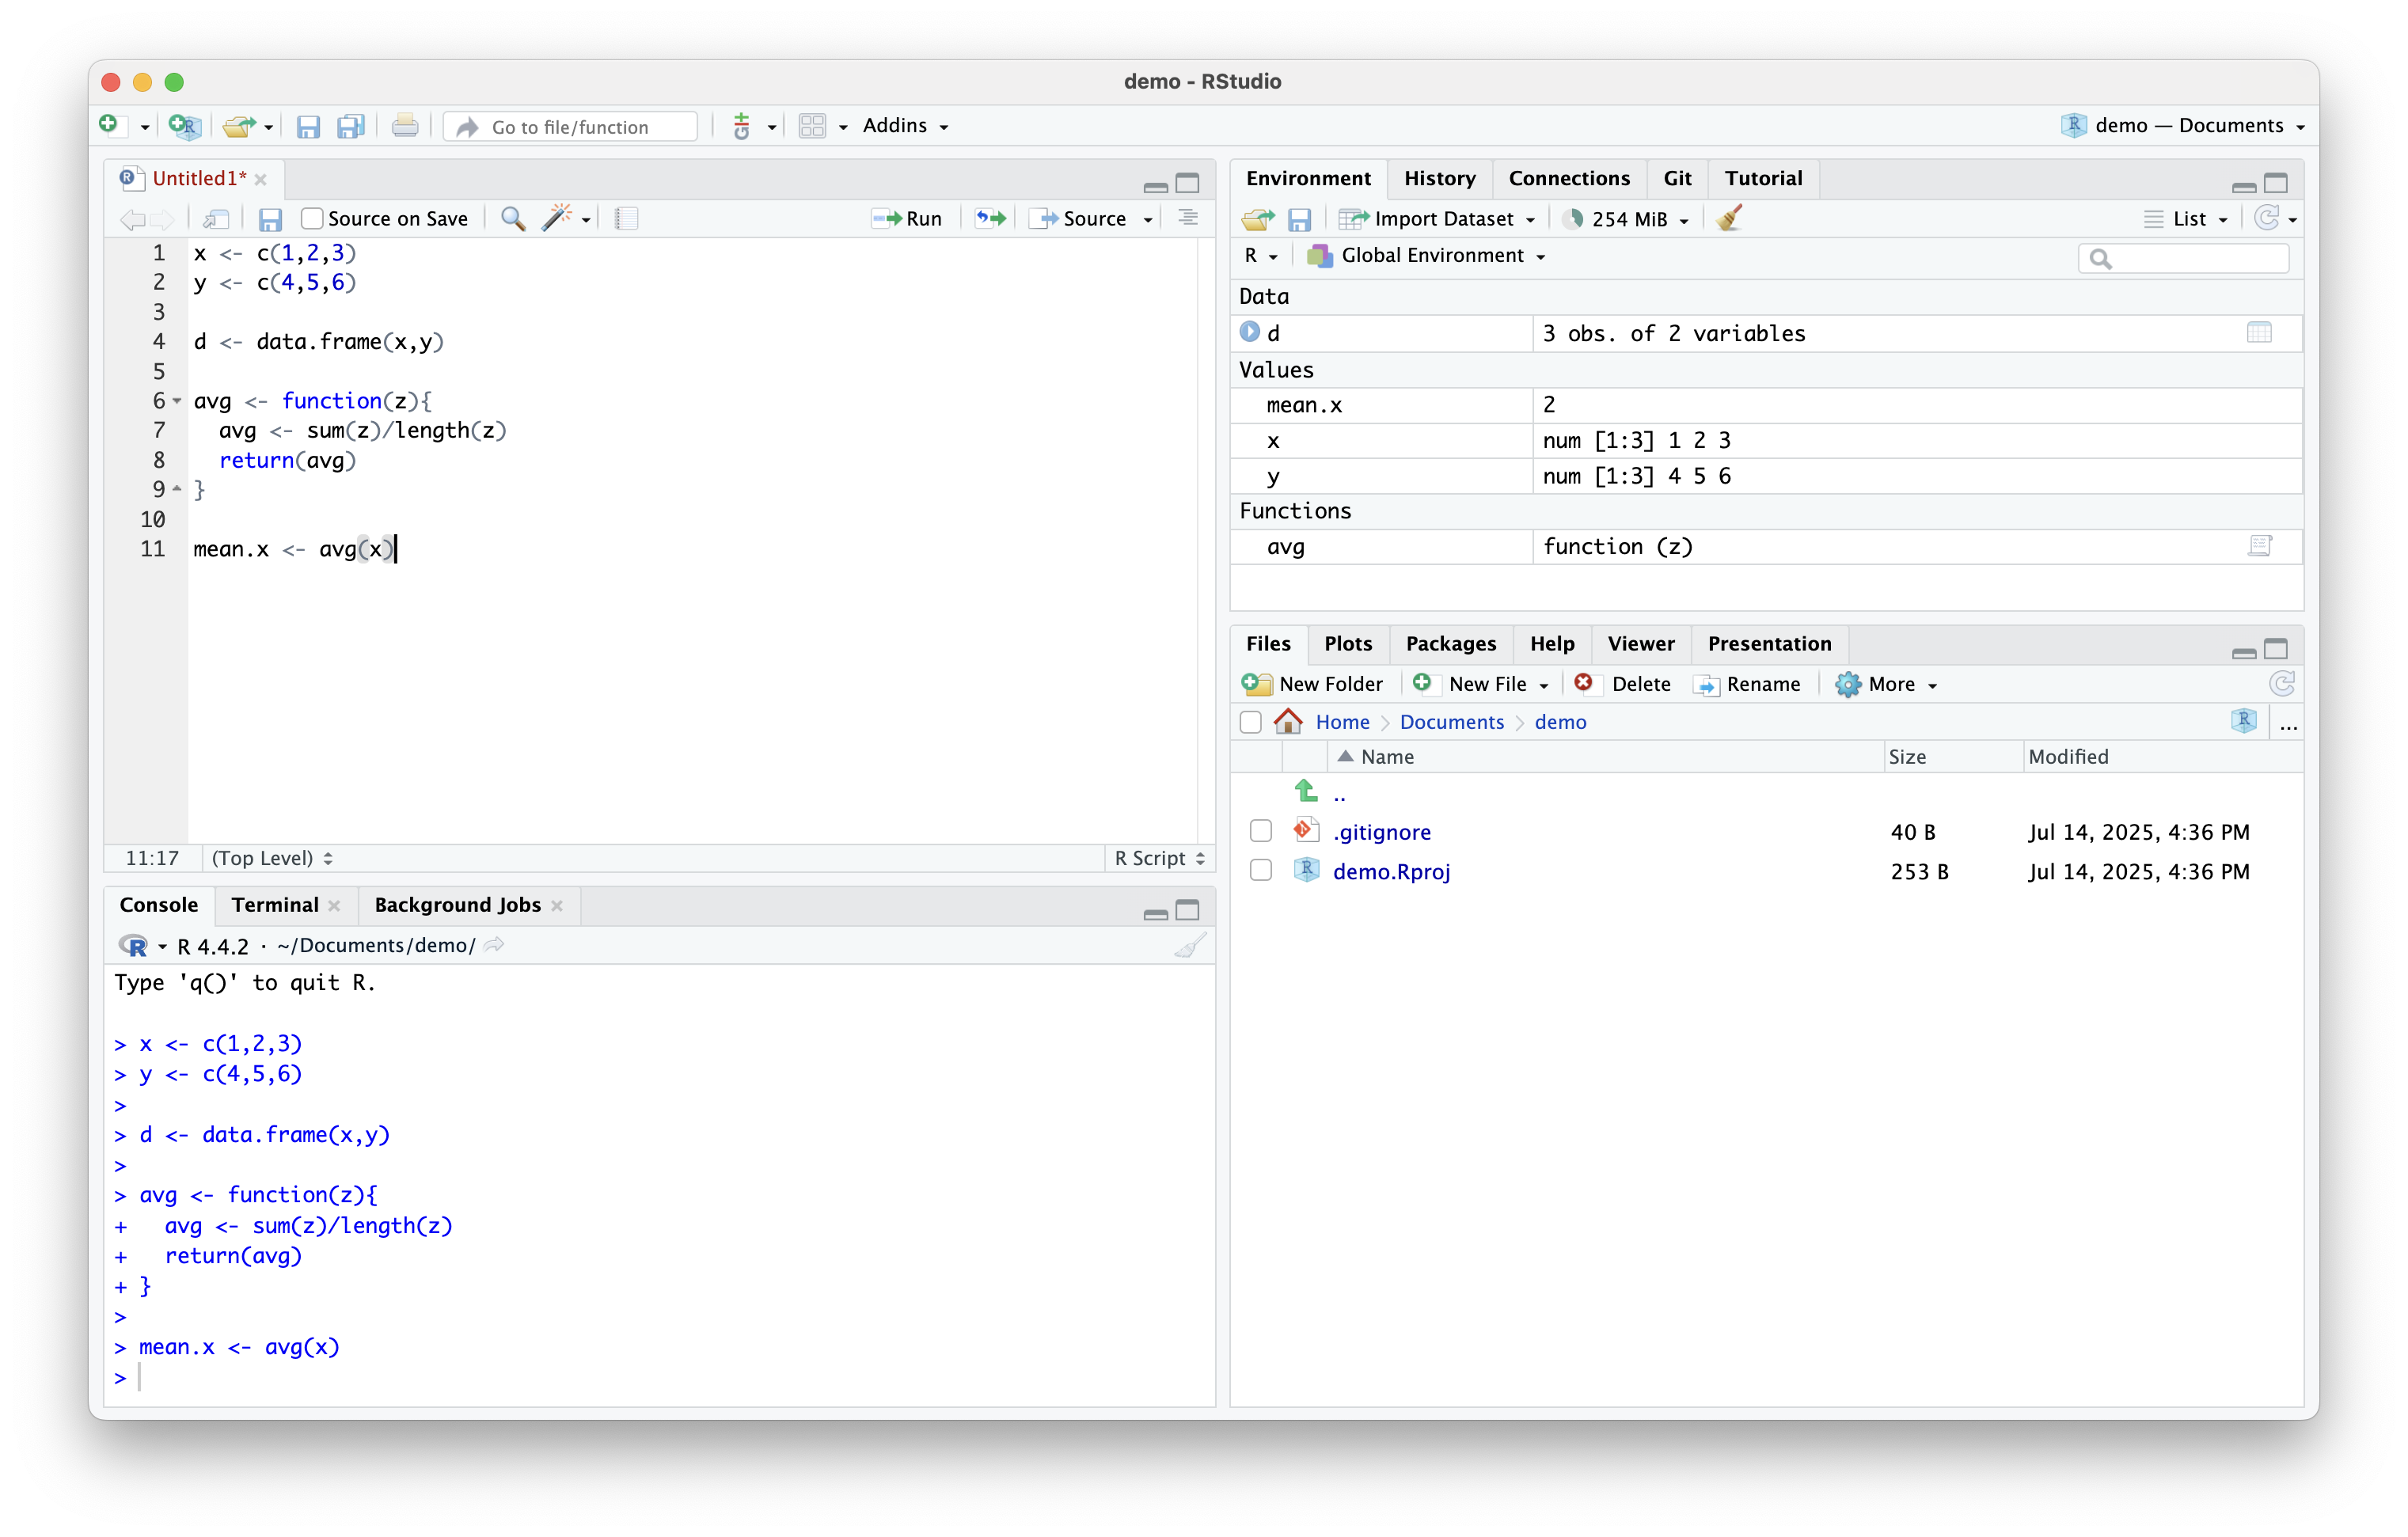 demo - RStudio
Go to file/function
Addins
demo — Documents
Untitled1*
Source on Save
Run
Source
1 x <- c(1,2,3)
2 y <- c(4,5,6)
3
4 d <- data.frame(x,y)
5
6 avg <- function(z){
7   avg <- sum(z)/length(z)
8   return(avg)
9 }
10
11 mean.x <- avg(x)
11:17 (Top Level) R Script
Console Terminal Background Jobs
R 4.4.2 · ~/Documents/demo/
Type 'q()' to quit R.
> x <- c(1,2,3)
> y <- c(4,5,6)
>
> d <- data.frame(x,y)
>
> avg <- function(z){
+   avg <- sum(z)/length(z)
+   return(avg)
+ }
>
> mean.x <- avg(x)
>
Environment History Connections Git Tutorial
Import Dataset 254 MiB List
R Global Environment
Data
d 3 obs. of 2 variables
Values
mean.x 2
x num [1:3] 1 2 3
y num [1:3] 4 5 6
Functions
avg function (z)
Files Plots Packages Help Viewer Presentation
New Folder New File Delete Rename More
Home Documents demo ...
Name Size Modified
..
.gitignore 40 B Jul 14, 2025, 4:36 PM
demo.Rproj 253 B Jul 14, 2025, 4:36 PM